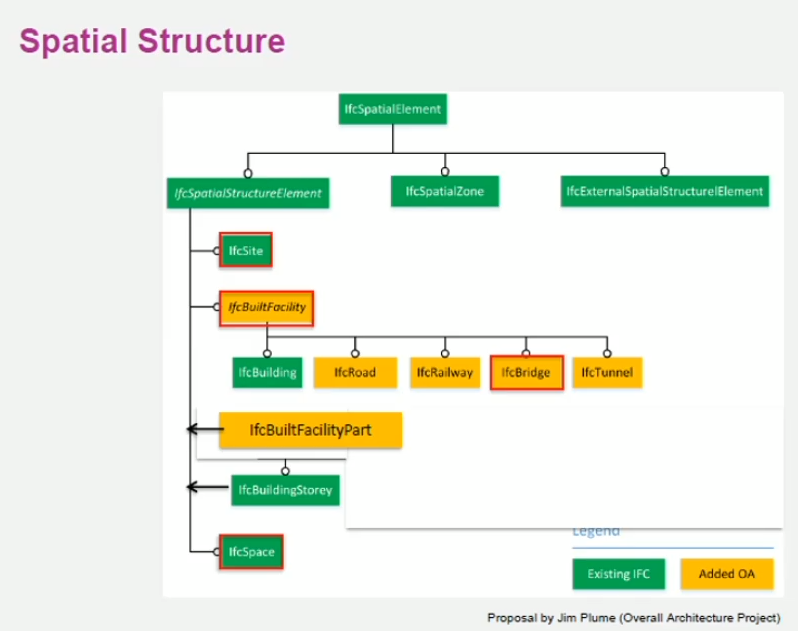 Spatial Structure
IfcSpatialElement
IfcSpatialStructureElement
IfcSpatialZone
IfcExternalSpatialStructurelElement
IfcSite
IfcBuiltFacility
IfcBuilding
IfcRoad
IfcRailway
IfcBridge
IfcTunnel
IfcBuiltFacilityPart
IfcBuildingStorey
IfcSpace
Legend
Existing IFC
Added OA
Proposal by Jim Plume (Overall Architecture Project)